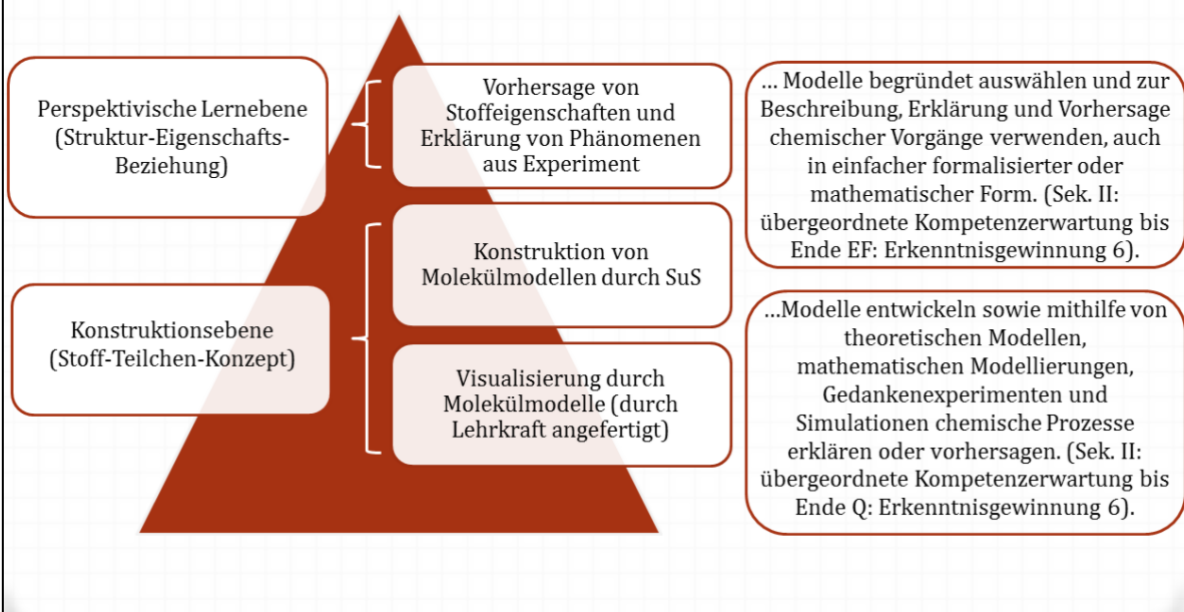 Perspektivische Lernebene
(Struktur-Eigenschafts-
Beziehung)
Vorhersage von
Stoffeigenschaften und
Erklärung von Phänomenen
aus Experiment
... Modelle begründet auswählen und zur
Beschreibung, Erklärung und Vorhersage
chemischer Vorgänge verwenden, auch
in einfacher formalisierter oder
mathematischer Form. (Sek. II:
übergeordnete Kompetenzerwartung bis
Ende EF: Erkenntnisgewinnung 6).
Konstruktionsebene
(Stoff-Teilchen-Konzept)
Konstruktion von
Molekülmodellen durch SuS
Visualisierung durch
Molekülmodelle (durch
Lehrkraft angefertigt)
...Modelle entwickeln sowie mithilfe von
theoretischen Modellen,
mathematischen Modellierungen,
Gedankenexperimenten und
Simulationen chemische Prozesse
erklären oder vorhersagen. (Sek. II:
übergeordnete Kompetenzerwartung bis
Ende Q: Erkenntnisgewinnung 6).